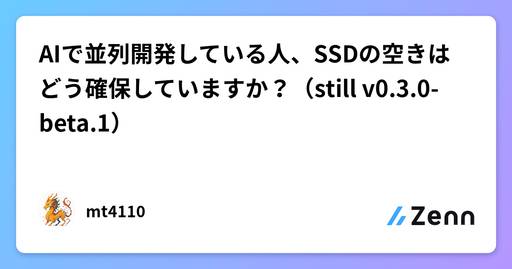 AIで並列開発している人、SSDの空きは
どう確保していますか？（still v0.3.0-
beta.1）
mt4110
Zenn